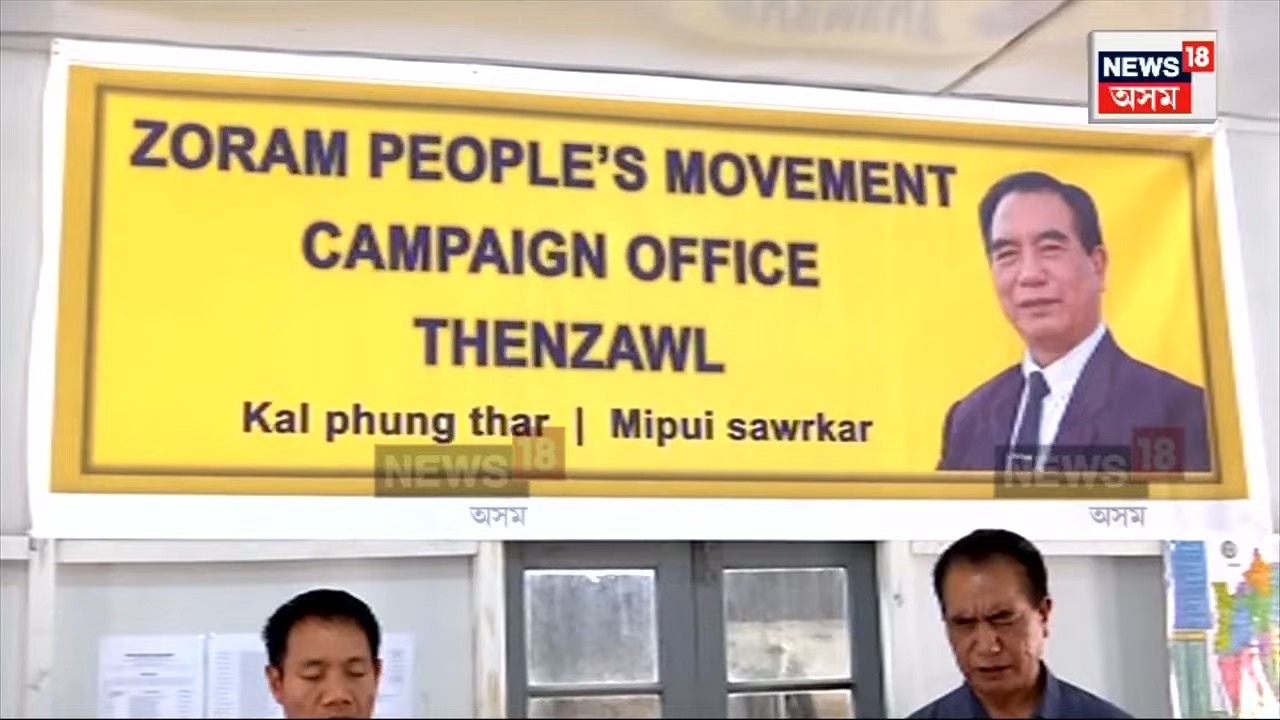 NEWS 18
অসম
ZORAM PEOPLE'S MOVEMENT
CAMPAIGN OFFICE
THENZAWL
Kal phung thar | Mipui sawrkar
NEWS 18
অসম
NEWS 18
অসম